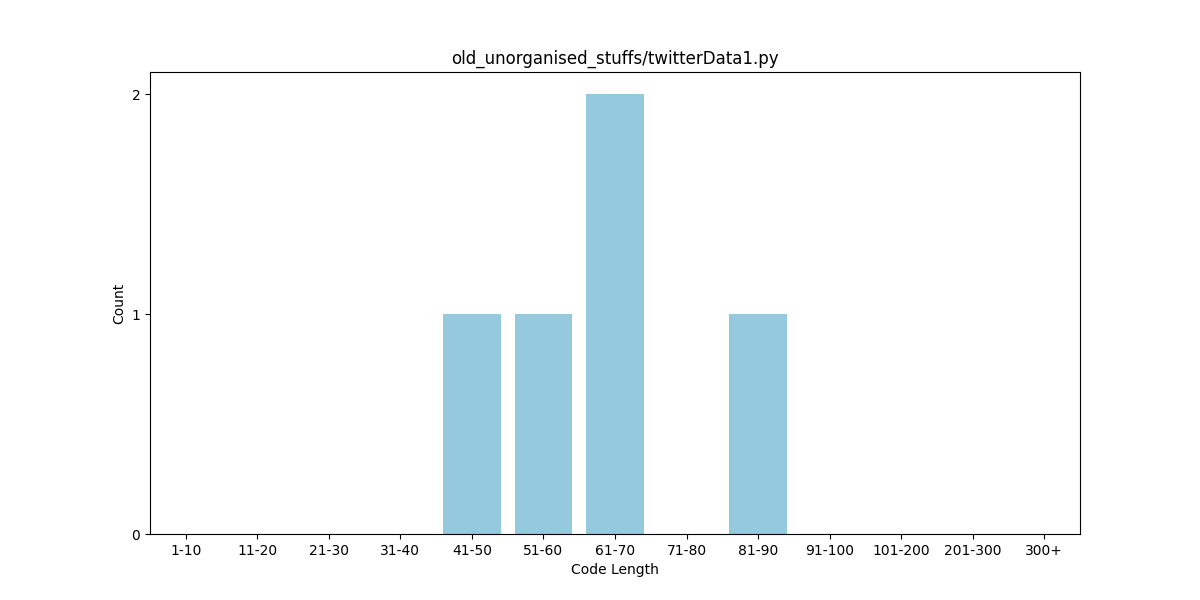 old_unorganised_stuffs/twitterData1.py
2
1
0
Count
1-10 11-20 21-30 31-40 41-50 51-60 61-70 71-80 81-90 91-100 101-200 201-300 300+
Code Length